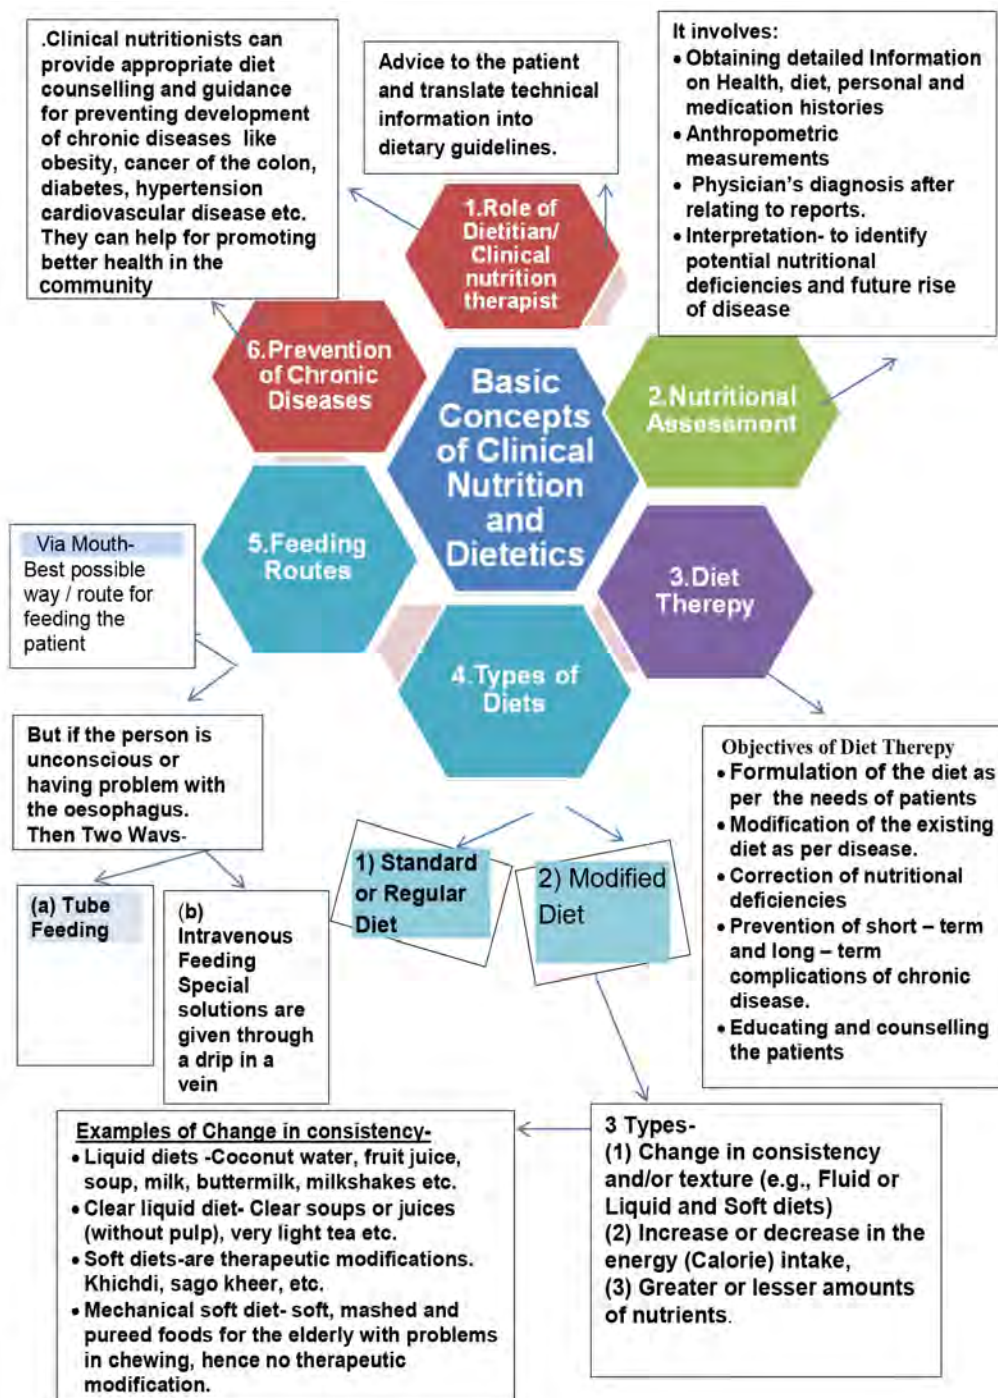 .Clinical nutritionists can
provide appropriate diet
counselling and guidance
for preventing development
of chronic diseases like
obesity, cancer of the colon,
diabetes, hypertension
cardiovascular disease etc.
They can help for promoting
better health in the
community
Advice to the patient
and translate technical
information into
dietary guidelines.
It involves:
• Obtaining detailed Information
on Health, diet, personal and
medication histories
• Anthropometric
measurements
• Physician's diagnosis after
relating to reports.
• Interpretation- to identify
potential nutritional
deficiencies and future rise
of disease
1.Role of
Dietitian/
Clinical
nutrition
therapist
6.Prevention
of Chronic
Diseases
Basic
Concepts
of Clinical
Nutrition
and
Dietetics
2.Nutritional
Assessment
5.Feeding
Routes
3.Diet
Therepy
4.Types of
Diets
Via Mouth-
Best possible
way / route for
feeding the
patient
But if the person is
unconscious or
having problem with
the oesophagus.
Then Two Ways-
(a) Tube
Feeding
(b)
Intravenous
Feeding
Special
solutions are
given through
a drip in a
vein
1) Standard
or Regular
Diet
2) Modified
Diet
Objectives of Diet Therepy
• Formulation of the diet as
per the needs of patients
• Modification of the existing
diet as per disease.
• Correction of nutritional
deficiencies
• Prevention of short – term
and long – term
complications of chronic
disease.
• Educating and counselling
the patients
Examples of Change in consistency-
• Liquid diets -Coconut water, fruit juice,
soup, milk, buttermilk, milkshakes etc.
• Clear liquid diet- Clear soups or juices
(without pulp), very light tea etc.
• Soft diets-are therapeutic modifications.
Khichdi, sago kheer, etc.
• Mechanical soft diet- soft, mashed and
pureed foods for the elderly with problems
in chewing, hence no therapeutic
modification.
3 Types-
(1) Change in consistency
and/or texture (e.g., Fluid or
Liquid and Soft diets)
(2) Increase or decrease in the
energy (Calorie) intake,
(3) Greater or lesser amounts
of nutrients.